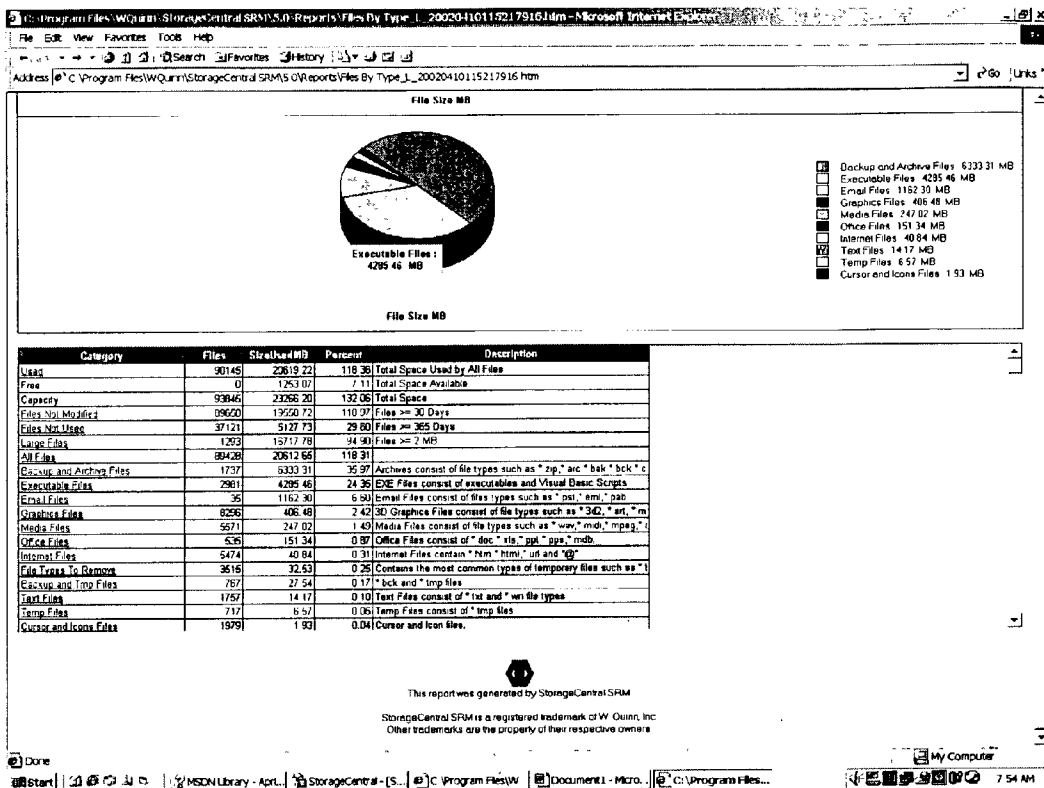 C:\Program Files\WQuinn\StorageCentral SRM\5.0\Reports\Files By Type_L_20020410115217916.htm - Microsoft Internet Explorer
File Edit View Favorites Tools Help
Search Favorites History
Address C:\Program Files\WQuinn\StorageCentral SRM\5.0\Reports\Files By Type_L_20020410115217916 htm Go Links
File Size MB
Executable Files :
4285 46 MB
Backup and Archive Files 6333 31 MB
Executable Files 4285 46 MB
Email Files 1162 30 MB
Graphics Files 406 48 MB
Media Files 247 02 MB
Office Files 151 34 MB
Internet Files 40 84 MB
Text Files 14 17 MB
Temp Files 6 57 MB
Cursor and Icons Files 1 93 MB
File Size MB
Category Files SizeUsedMB Percent Description
Used 90145 20619 22 118 36 Total Space Used by All Files
Free 0 1253 07 7 11 Total Space Available
Capacity 93846 23266 20 132 06 Total Space
Files Not Modified 89600 110 97 Files >= 30 Days
Files Not Used 37121 5127 73 29 60 Files >= 365 Days
Large Files 1293 94 90 Files >= 2 MB
All Files 89428 20612 65 118 31
Backup and Archive Files 1737 6333 31 35 97 Archives consist of file types such as * zip,* arc * bak * bck * c
Executable Files 2981 4285 46 24 35 EXE Files consist of executables and Visual Basic Scripts
Email Files 35 1162 30 6 60 Email Files consist of files types such as * pst,* eml,* pab
Graphics Files 8296 406 48 2 42 3D Graphics Files consist of file types such as * 3d2, * art, * m
Media Files 5571 247 02 1 49 Media Files consist of file types such as * wav,* midi,* mpeg,*
Office Files 535 151 34 0 87 Office Files consist of * doc * xls,* ppt * pps,* mdb.
Internet Files 5474 40 84 0 31 Internet Files contain * htm * html,* url and *@*
File Types To Remove 3515 32.53 0 25 Contains the most common types of temporary files such as * t
Backup and Tmp Files 767 27 54 0 17 * bck and * tmp files
Text Files 1757 14 17 0 10 Text Files consist of * txt and * wri file types
Temp Files 717 6 57 0 06 Temp Files consist of * tmp files
Cursor and Icons Files 1979 1 93 0.04 Cursor and Icon files.
This report was generated by StorageCentral SRM
StorageCentral SRM is a registered trademark of W. Quinn, Inc
Other trademarks are the property of their respective owners
Done My Computer
Start MSDN Library - Apri... StorageCentral - [S... C \Program Files\W Document1 - Micro... C:\Program Files... 7 54 AM